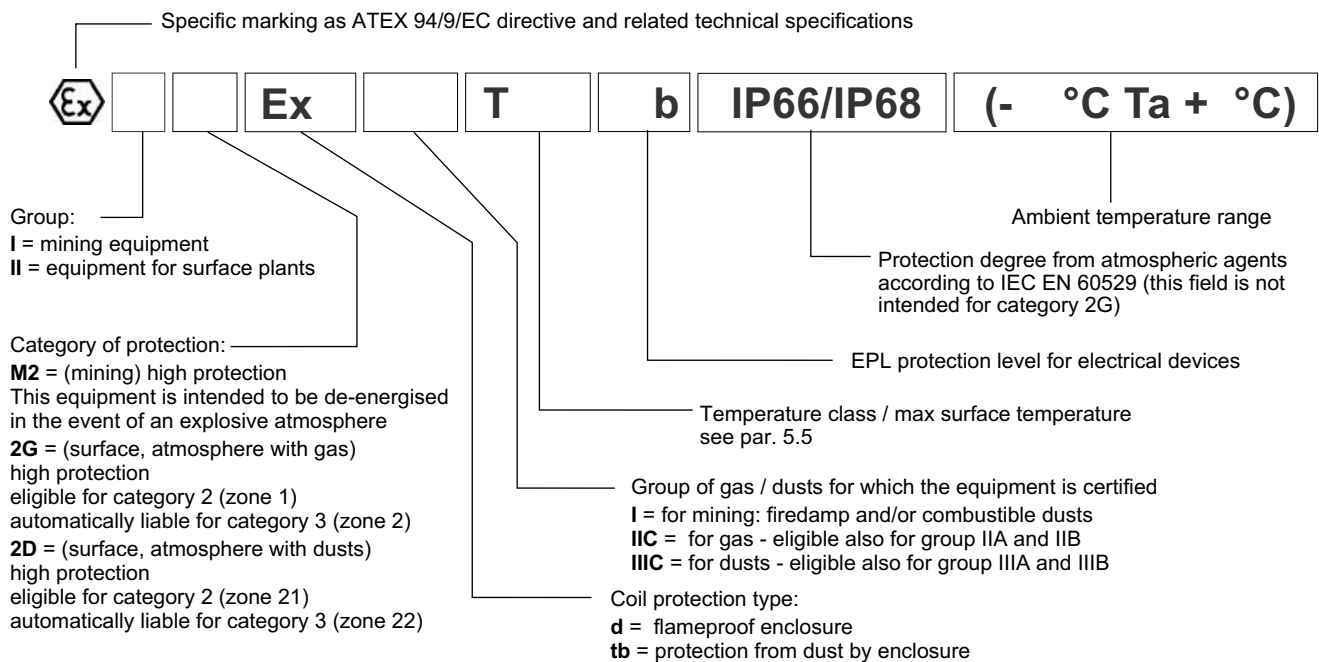 Specific marking as ATEX 94/9/EC directive and related technical specifications
Ex Ex T b IP66/IP68 (- °C Ta + °C)
Group:
I = mining equipment
II = equipment for surface plants
Category of protection:
M2 = (mining) high protection
This equipment is intended to be de-energised
in the event of an explosive atmosphere
2G = (surface, atmosphere with gas)
high protection
eligible for category 2 (zone 1)
automatically liable for category 3 (zone 2)
2D = (surface, atmosphere with dusts)
high protection
eligible for category 2 (zone 21)
automatically liable for category 3 (zone 22)
Ambient temperature range
Protection degree from atmospheric agents
according to IEC EN 60529 (this field is not
intended for category 2G)
EPL protection level for electrical devices
Temperature class / max surface temperature
see par. 5.5
Group of gas / dusts for which the equipment is certified
I = for mining: firedamp and/or combustible dusts
IIC = for gas - eligible also for group IIA and IIB
IIIC = for dusts - eligible also for group IIIA and IIIB
Coil protection type:
d = flameproof enclosure
tb = protection from dust by enclosure